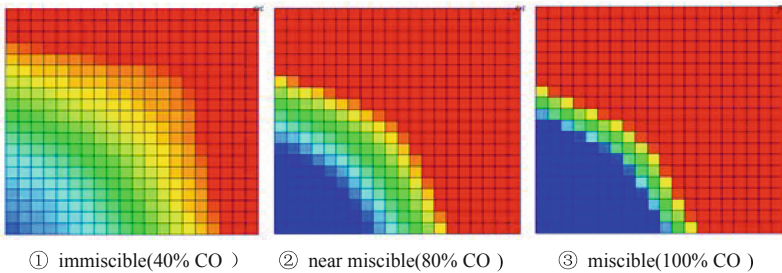 ① immiscible(40% CO）
② near miscible(80% CO )
③ miscible(100% CO )